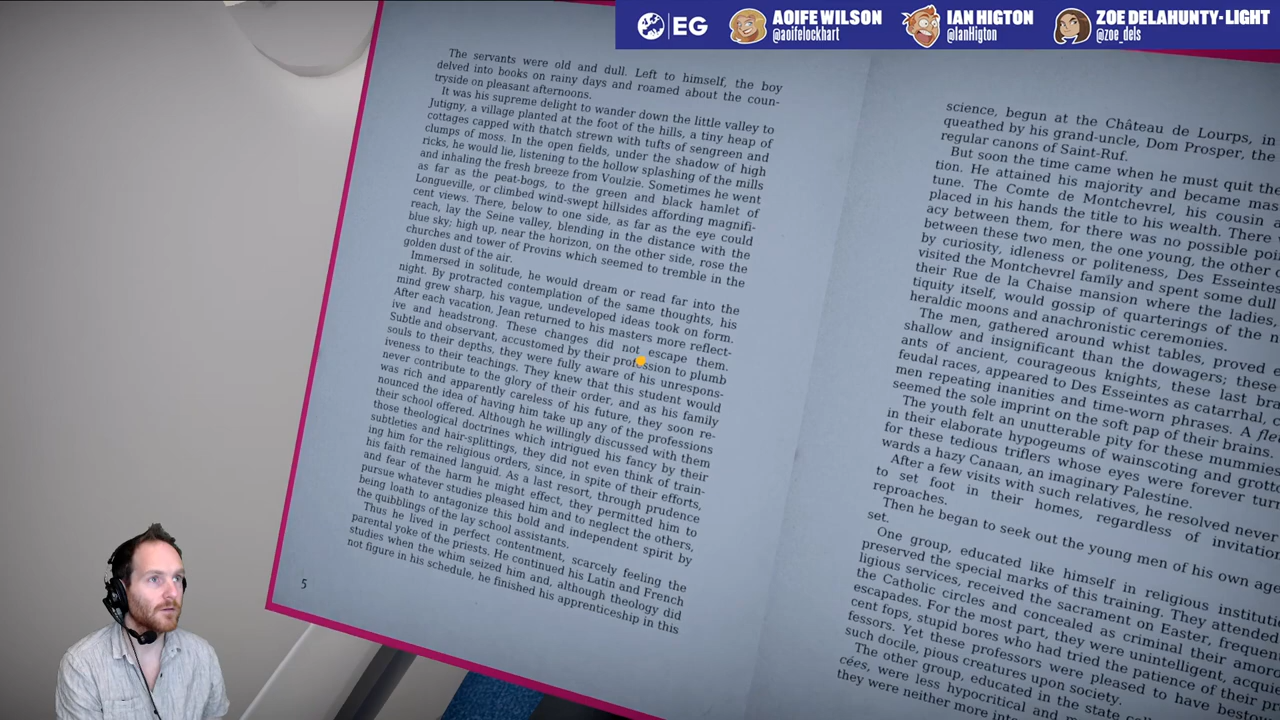 EG
AOIFE WILSON
@aoifelockhart
IAN HIGTON
@IanHigton
ZOE DELAHUNTY-LIGHT
@zoe_dels
The servants were old and dull. Left to himself, the boy
delved into books on rainy days and roamed about the coun-
tryside on pleasant afternoons.
It was his supreme delight to wander down the little valley to
Jutigny, a village planted at the foot of the hills, a tiny heap of
cottages capped with thatch strewn with tufts of sengreen and
clumps of moss. In the open fields, under the shadow of high
ricks, he would lie, listening to the hollow splashing of the mills
and inhaling the fresh breeze from Voulzie. Sometimes he went
as far as the peat-bogs, to the green and black hamlet of
Longueville, or climbed wind-swept hillsides affording magnifi-
cent views. There, below to one side, as far as the eye could
reach, lay the Seine valley, blending in the distance with the
blue sky; high up, near the horizon, on the other side, rose the
churches and tower of Provins which seemed to tremble in the
golden dust of the air.
Immersed in solitude, he would dream or read far into the
night. By protracted contemplation of the same thoughts, his
mind grew sharp, his vague, undeveloped ideas took on form.
After each vacation, Jean returned to his masters more reflect-
ive and headstrong. These changes did not escape them.
Subtle and observant, accustomed by their profession to plumb
souls to their depths, they were fully aware of his unrespons-
iveness to their teachings. They knew that this student would
never contribute to the glory of their order, and as his family
was rich and apparently careless of his future, they soon re-
nounced the idea of having him take up any of the professions
their school offered. Although he willingly discussed with them
those theological doctrines which intrigued his fancy by their
subtleties and hair-splittings, they did not even think of train-
ing him for the religious orders, since, in spite of their efforts,
his faith remained languid. As a last resort, through prudence
and fear of the harm he might effect, they permitted him to
pursue whatever studies pleased him and to neglect the others,
being loath to antagonize this bold and independent spirit by
the quibblings of the lay school assistants.
Thus he lived in perfect contentment, scarcely feeling the
parental yoke of the priests. He continued his Latin and French
studies when the whim seized him and, although theology did
not figure in his schedule, he finished his apprenticeship in this
5
science, begun at the Château de Lourps, in
queathed by his grand-uncle, Dom Prosper, the
regular canons of Saint-Ruf.
But soon the time came when he must quit the
tion. He attained his majority and became mas
tune. The Comte de Montchevrel, his cousin
placed in his hands the title to his wealth. There
acy between them, for there was no possible poi
between these two men, the one young, the other
by curiosity, idleness or politeness, Des Esseintes
visited the Montchevrel family and spent some dull
their Rue de la Chaise mansion where the ladies,
tiquity itself, would gossip of quarterings of the n
heraldic moons and anachronistic ceremonies.
The men, gathered around whist tables, proved e
shallow and insignificant than the dowagers; these
ants of ancient, courageous knights, these last bra
feudal races, appeared to Des Esseintes as catarrhal, c
men repeating inanities and time-worn phrases. A fle
seemed the sole imprint on the soft pap of their brains.
The youth felt an unutterable pity for these mummies
in their elaborate hypogeums of wainscoting and grotto
for these tedious triflers whose eyes were forever turn
wards a hazy Canaan, an imaginary Palestine.
After a few visits with such relatives, he resolved never
to set foot in their homes, regardless of invitation
reproaches.
Then he began to seek out the young men of his own age
set.
One group, educated like himself in religious instituti
preserved the special marks of this training. They attended
ligious services, received the sacrament on Easter, frequen
the Catholic circles and concealed as criminal their amoro
escapades. For the most part, they were unintelligent, acqui
cent fops, stupid bores who had tried the patience of their pr
fessors. Yet these professors were pleased to have bestow
such docile, pious creatures upon society.
The other group, educated in the state
cées, were less hypocritical and
they were neither more